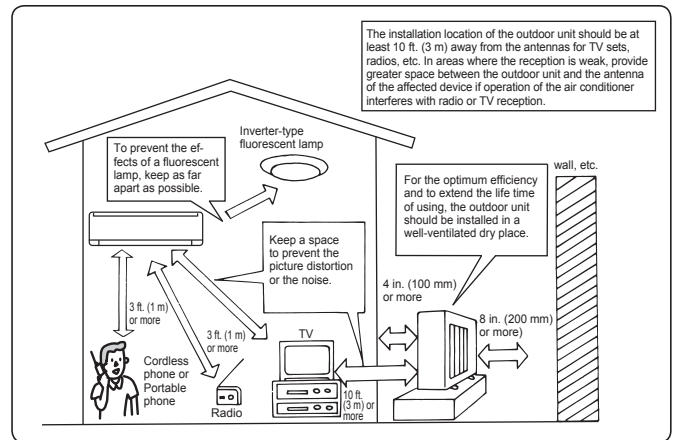 The installation location of the outdoor unit should be at
least 10 ft. (3 m) away from the antennas for TV sets,
radios, etc. In areas where the reception is weak, provide
greater space between the outdoor unit and the antenna
of the affected device if operation of the air conditioner
interferes with radio or TV reception.
Inverter-type
fluorescent lamp
To prevent the ef-
fects of a fluorescent
lamp, keep as far
apart as possible.
wall, etc.
For the optimum efficiency
and to extend the life time
of using, the outdoor unit
should be installed in a
well-ventilated dry place.
Keep a space
to prevent the
picture distortion
or the noise.
4 in. (100 mm)
or more
8 in. (200 mm)
or more)
3 ft. (1 m)
or more
3 ft. (1 m)
or more
TV
Cordless
phone or
Portable
phone
Radio
10 ft.
(3 m) or
more